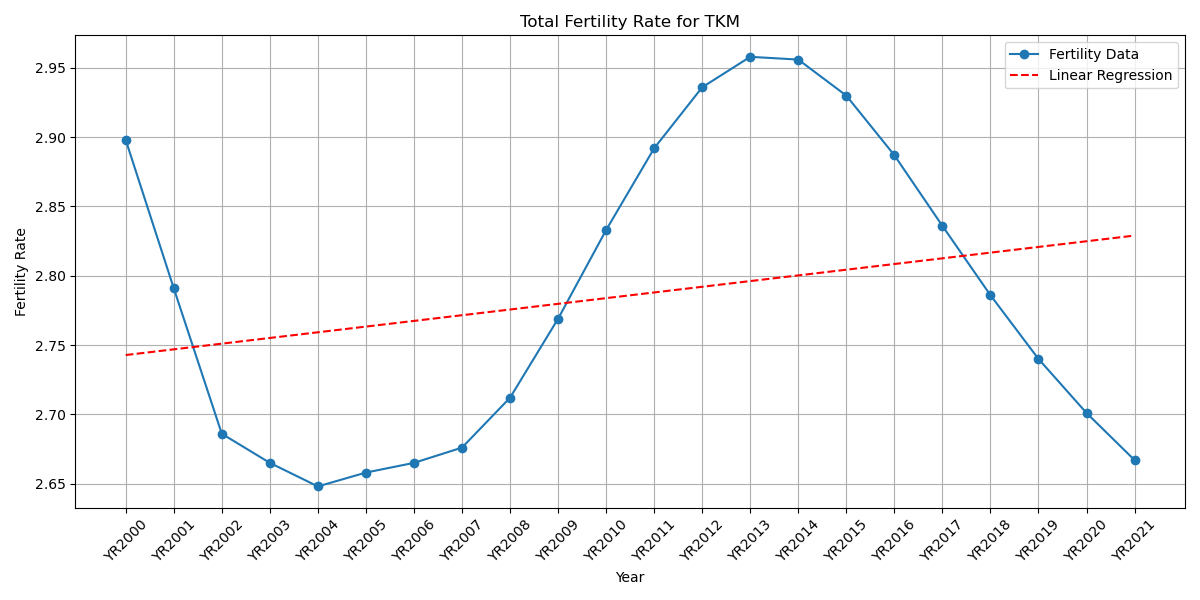 Total Fertility Rate for TKM
Fertility Data
Linear Regression
Fertility Rate
2.95
2.90
2.85
2.80
2.75
2.70
2.65
YR2000
YR2001
YR2002
YR2003
YR2004
YR2005
YR2006
YR2007
YR2008
YR2009
YR2010
YR2011
YR2012
YR2013
YR2014
YR2015
YR2016
YR2017
YR2018
YR2019
YR2020
YR2021
Year